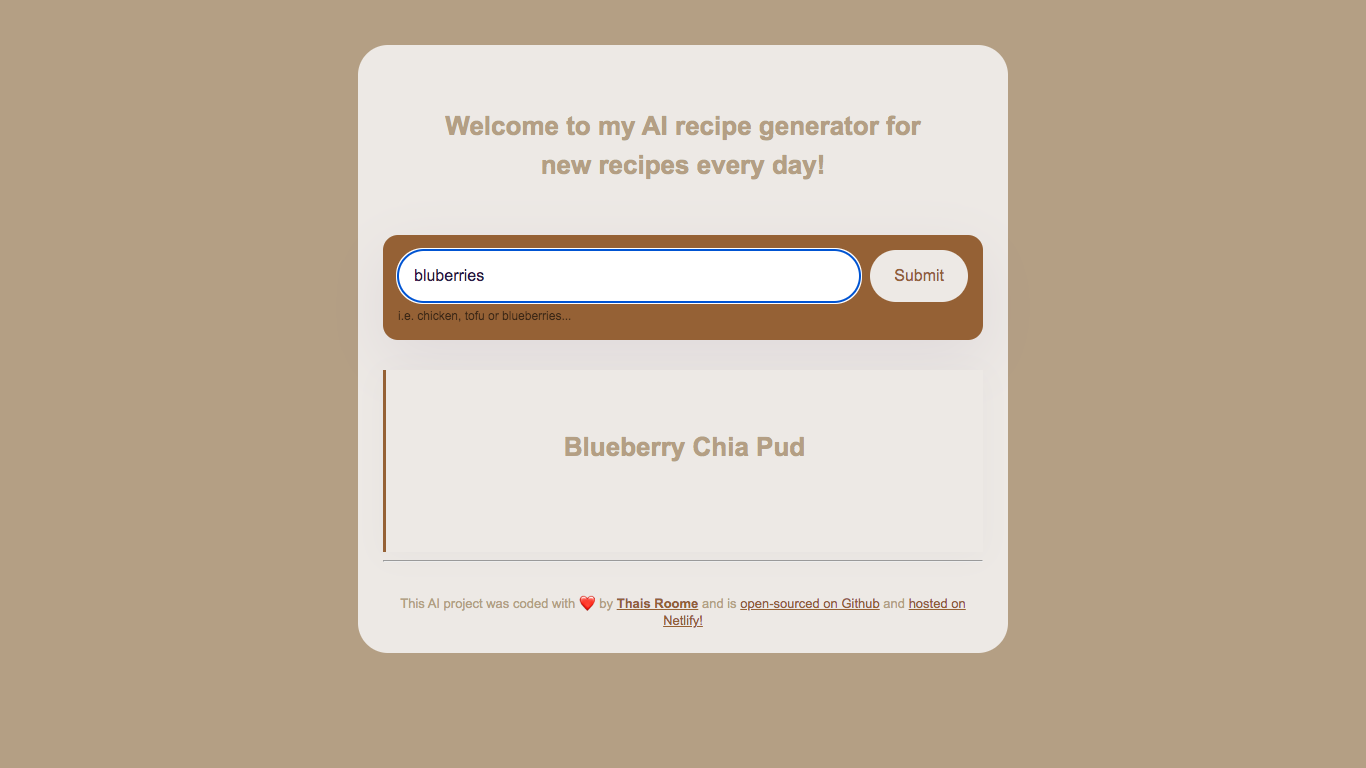 Welcome to my AI recipe generator for
new recipes every day!
bluberries
Submit
i.e. chicken, tofu or blueberries...
Blueberry Chia Pud
This AI project was coded with ❤️ by Thais Roome and is open-sourced on Github and hosted on
Netlify!